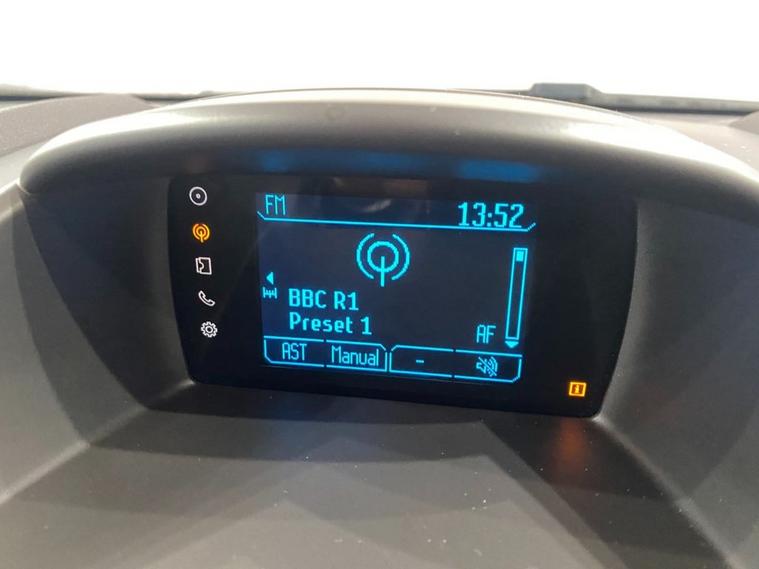 FM
13:52
BBC R1
Preset 1
AF
AST
Manual
-